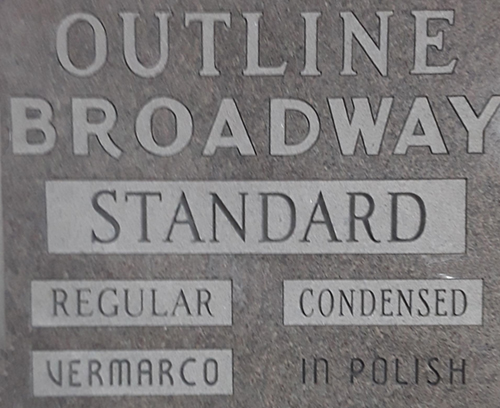 OUTLINE
BROADWAY
STANDARD
REGULAR
CONDENSED
VERMARCO
IN POLISH